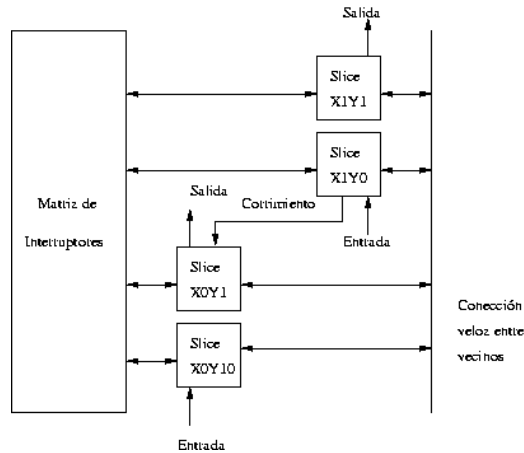 Salida
Slice
X1Y1
Slice
X1Y0
Salida
Corrimiento
Matriz de
Interruptores
Entrada
Slice
X0Y1
Conección
veloz entre
vecinos
Slice
X0Y10
Entrada